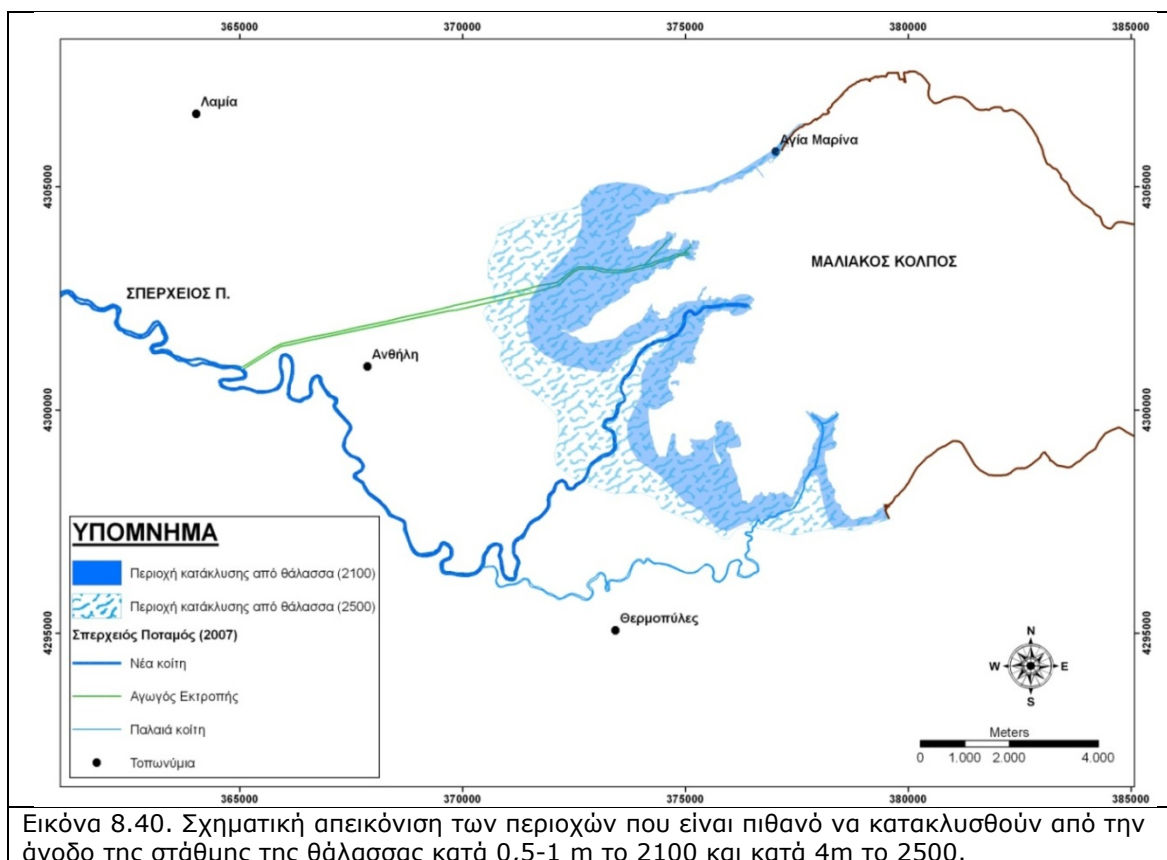 365000 370000 375000 380000 385000
Λαμία
Αγία Μαρίνα
4305000 4305000
ΜΑΛΙΑΚΟΣ ΚΟΛΠΟΣ
ΣΠΕΡΧΕΙΟΣ Π.
Ανθήλη
4300000 4300000
ΥΠΟΜΝΗΜΑ
Περιοχή κατάκλυσης από θάλασσα (2100)
Περιοχή κατάκλυσης από θάλασσα (2500)
Σπερχειός Ποταμός (2007)
Νέα κοίτη
Αγωγός Εκτροπής
Παλαιά κοίτη
Τοπωνύμια
Θερμοπύλες
4295000 4295000
N
W E
S
Meters
0 1.000 2.000 4.000
365000 370000 375000 380000 385000
Εικόνα 8.40. Σχηματική απεικόνιση των περιοχών που είναι πιθανό να κατακλυσθούν από την
άνοδο της στάθμης της θάλασσας κατά 0,5-1 m το 2100 και κατά 4m το 2500.